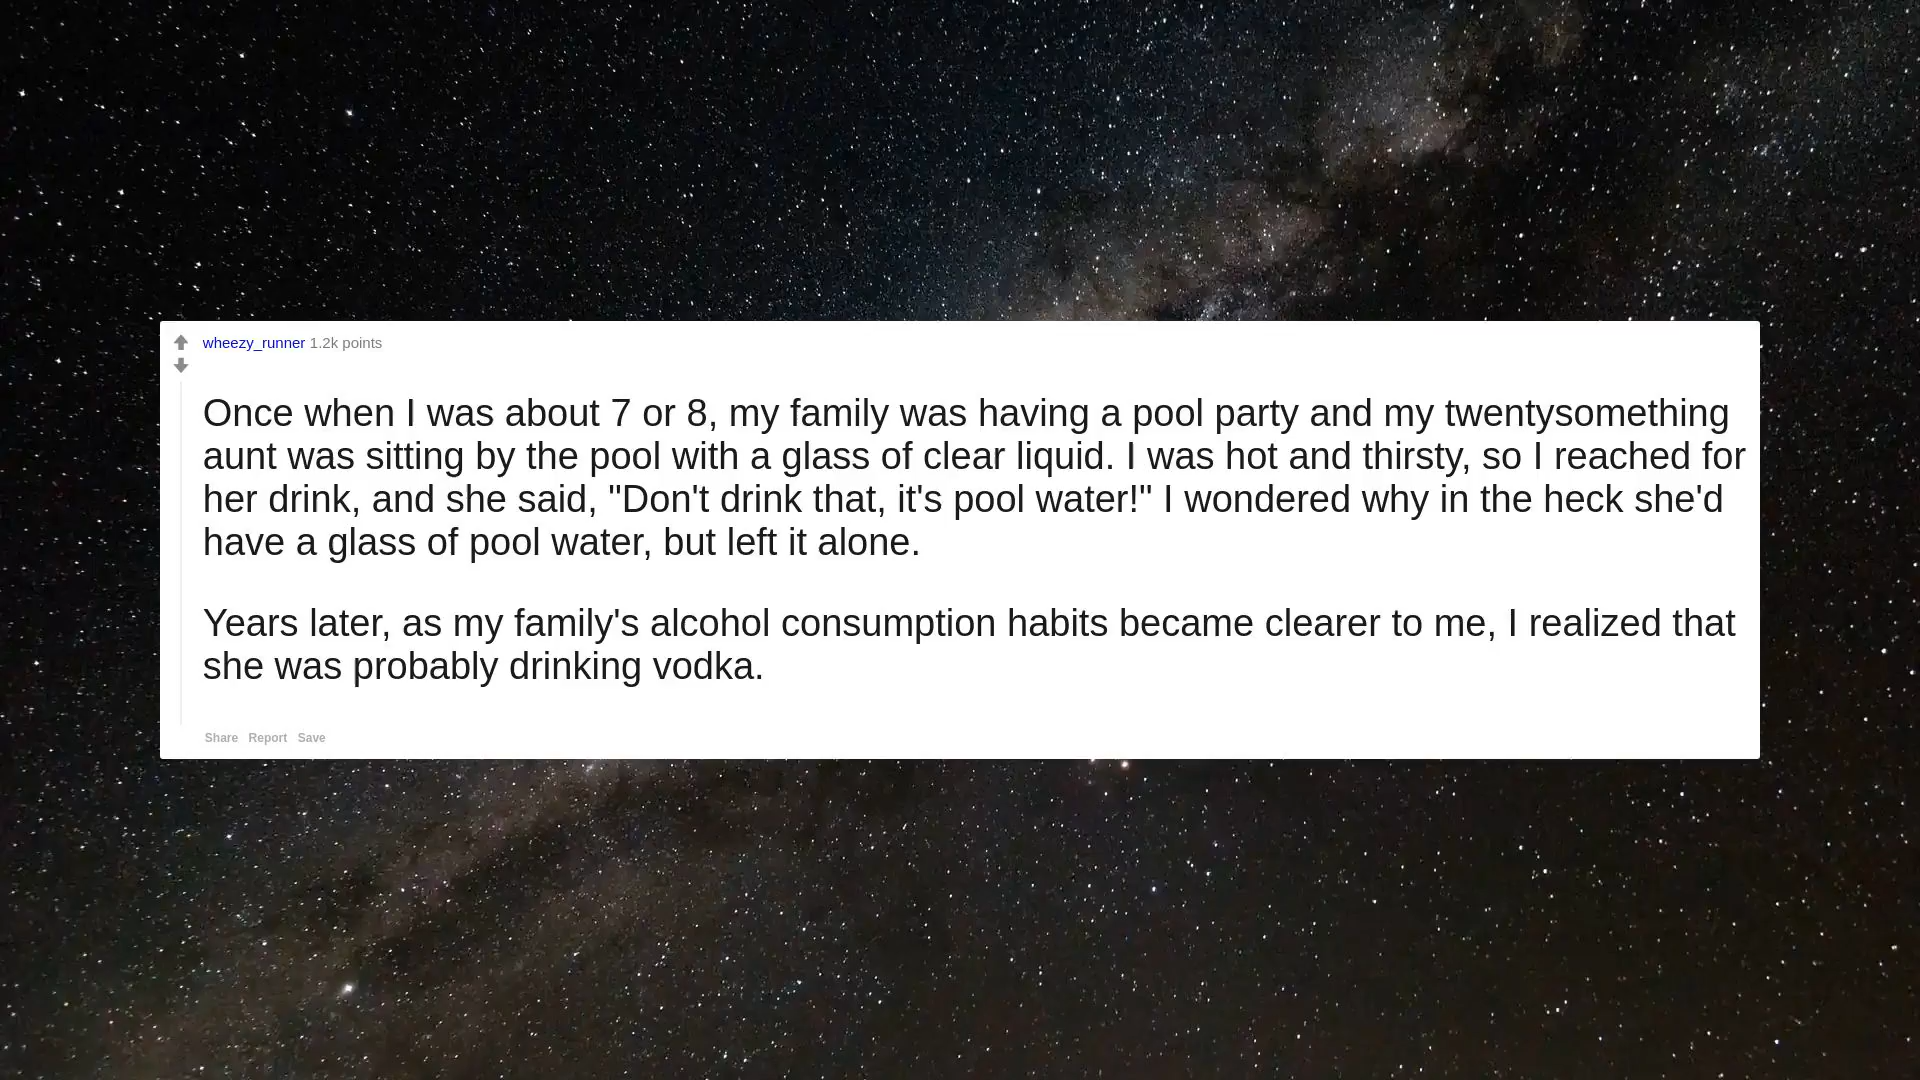 wheezy_runner 1.2k points
Once when I was about 7 or 8, my family was having a pool party and my twentysomething
aunt was sitting by the pool with a glass of clear liquid. I was hot and thirsty, so I reached for
her drink, and she said, "Don't drink that, it's pool water!" I wondered why in the heck she'd
have a glass of pool water, but left it alone.
Years later, as my family's alcohol consumption habits became clearer to me, I realized that
she was probably drinking vodka.
Share Report Save